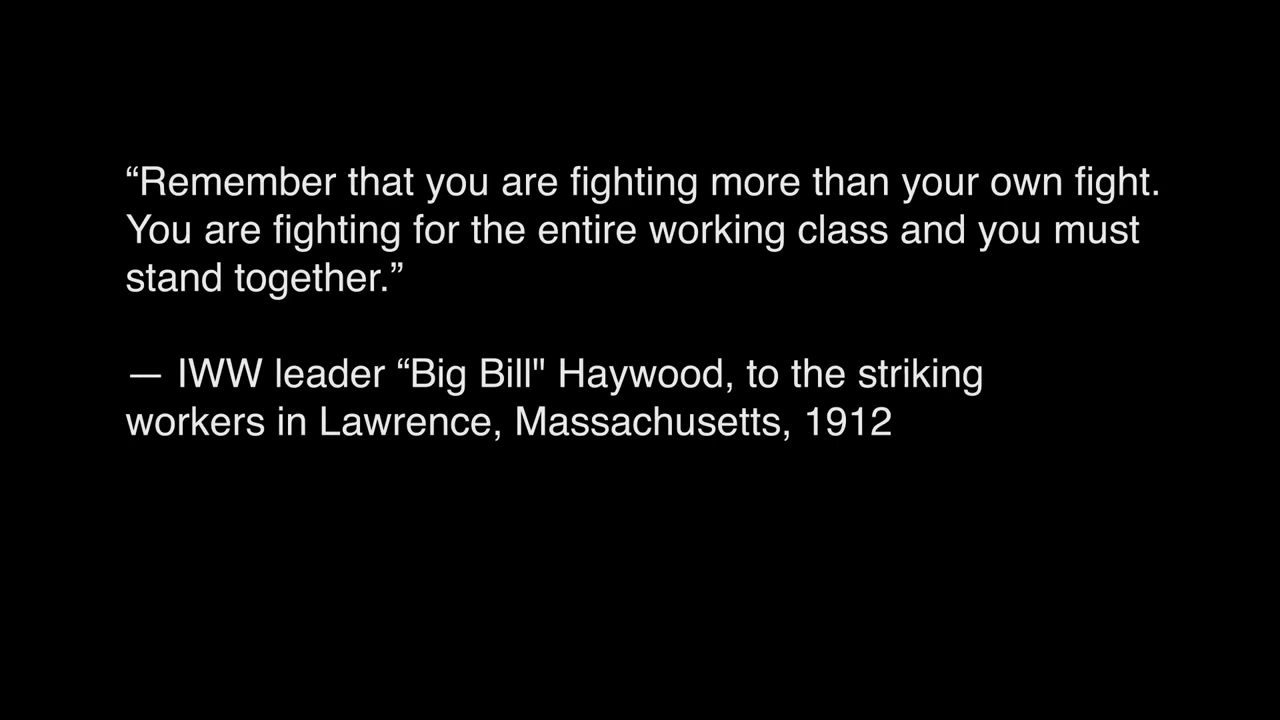 “Remember that you are fighting more than your own fight.
You are fighting for the entire working class and you must
stand together.”
— IWW leader “Big Bill" Haywood, to the striking
workers in Lawrence, Massachusetts, 1912